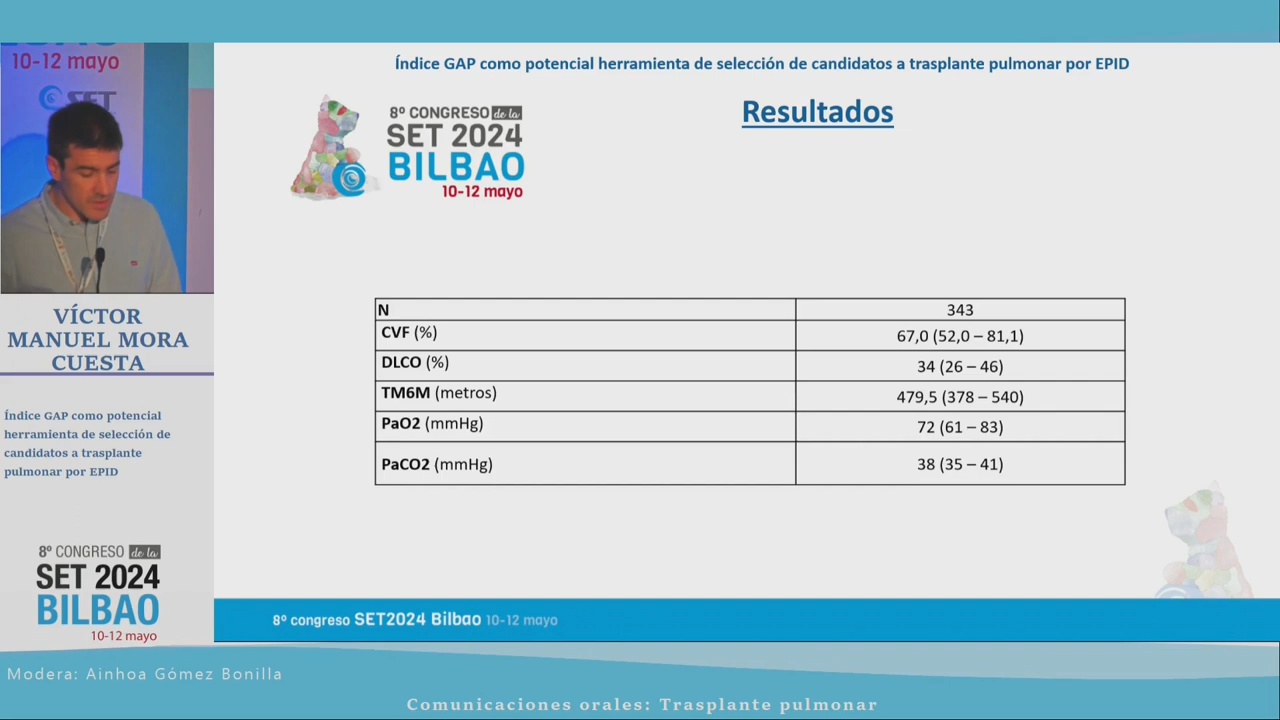 10-12 mayo
SET
VÍCTOR
MANUEL MORA
CUESTA
Índice GAP como potencial
herramienta de selección de
candidatos a trasplante
pulmonar por EPID
8º CONGRESO de la
SET 2024
BILBAO
10-12 mayo
Índice GAP como potencial herramienta de selección de candidatos a trasplante pulmonar por EPID
8º CONGRESO de la
SET 2024
BILBAO
10-12 mayo
Resultados
N 343
CVF (%) 67,0 (52,0 – 81,1)
DLCO (%) 34 (26 – 46)
TM6M (metros) 479,5 (378 – 540)
PaO2 (mmHg) 72 (61 – 83)
PaCO2 (mmHg) 38 (35 – 41)
8º congreso SET2024 Bilbao 10-12 mayo
Modera: Ainhoa Gómez Bonilla
Comunicaciones orales: Trasplante pulmonar